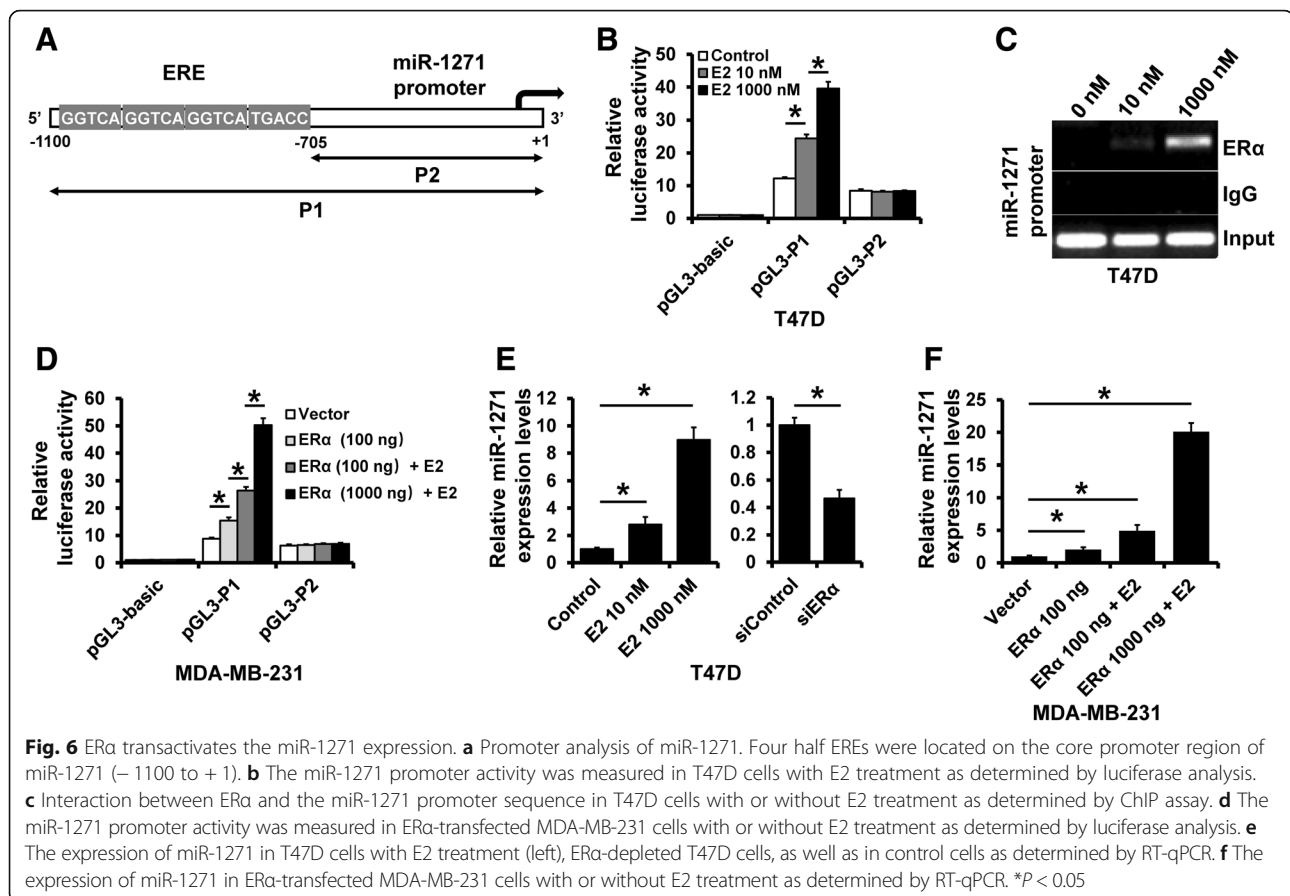 A
ERE
miR-1271
promoter
5’ GGTCA GGTCA GGTCA TGACC 3’
-1100 -705 +1
P2
P1
B
Relative
luciferase activity
50
40
30
20
10
0
Control
E2 10 nM
E2 1000 nM
* *
pGL3-basic pGL3-P1 pGL3-P2
T47D
C
0 nM 10 nM 1000 nM
miR-1271
promoter
ERα
IgG
Input
T47D
D
Relative
luciferase activity
60
50
40
30
20
10
0
Vector
ERα (100 ng)
ERα (100 ng) + E2
ERα (1000 ng) + E2
* * *
pGL3-basic pGL3-P1 pGL3-P2
MDA-MB-231
E
Relative miR-1271
expression levels
10
8
6
4
2
0
* *
Control E2 10 nM E2 1000 nM
1.2
1
0.8
0.6
0.4
0.2
0
*
siControl siERα
T47D
F
Relative miR-1271
expression levels
25
20
15
10
5
0
* * *
Vector ERα 100 ng ERα 100 ng + E2 ERα 1000 ng + E2
MDA-MB-231
Fig. 6 ERα transactivates the miR-1271 expression. a Promoter analysis of miR-1271. Four half EREs were located on the core promoter region of
miR-1271 (− 1100 to + 1). b The miR-1271 promoter activity was measured in T47D cells with E2 treatment as determined by luciferase analysis.
c Interaction between ERα and the miR-1271 promoter sequence in T47D cells with or without E2 treatment as determined by ChIP assay. d The
miR-1271 promoter activity was measured in ERα-transfected MDA-MB-231 cells with or without E2 treatment as determined by luciferase analysis. e
The expression of miR-1271 in T47D cells with E2 treatment (left), ERα-depleted T47D cells, as well as in control cells as determined by RT-qPCR. f The
expression of miR-1271 in ERα-transfected MDA-MB-231 cells with or without E2 treatment as determined by RT-qPCR. *P < 0.05